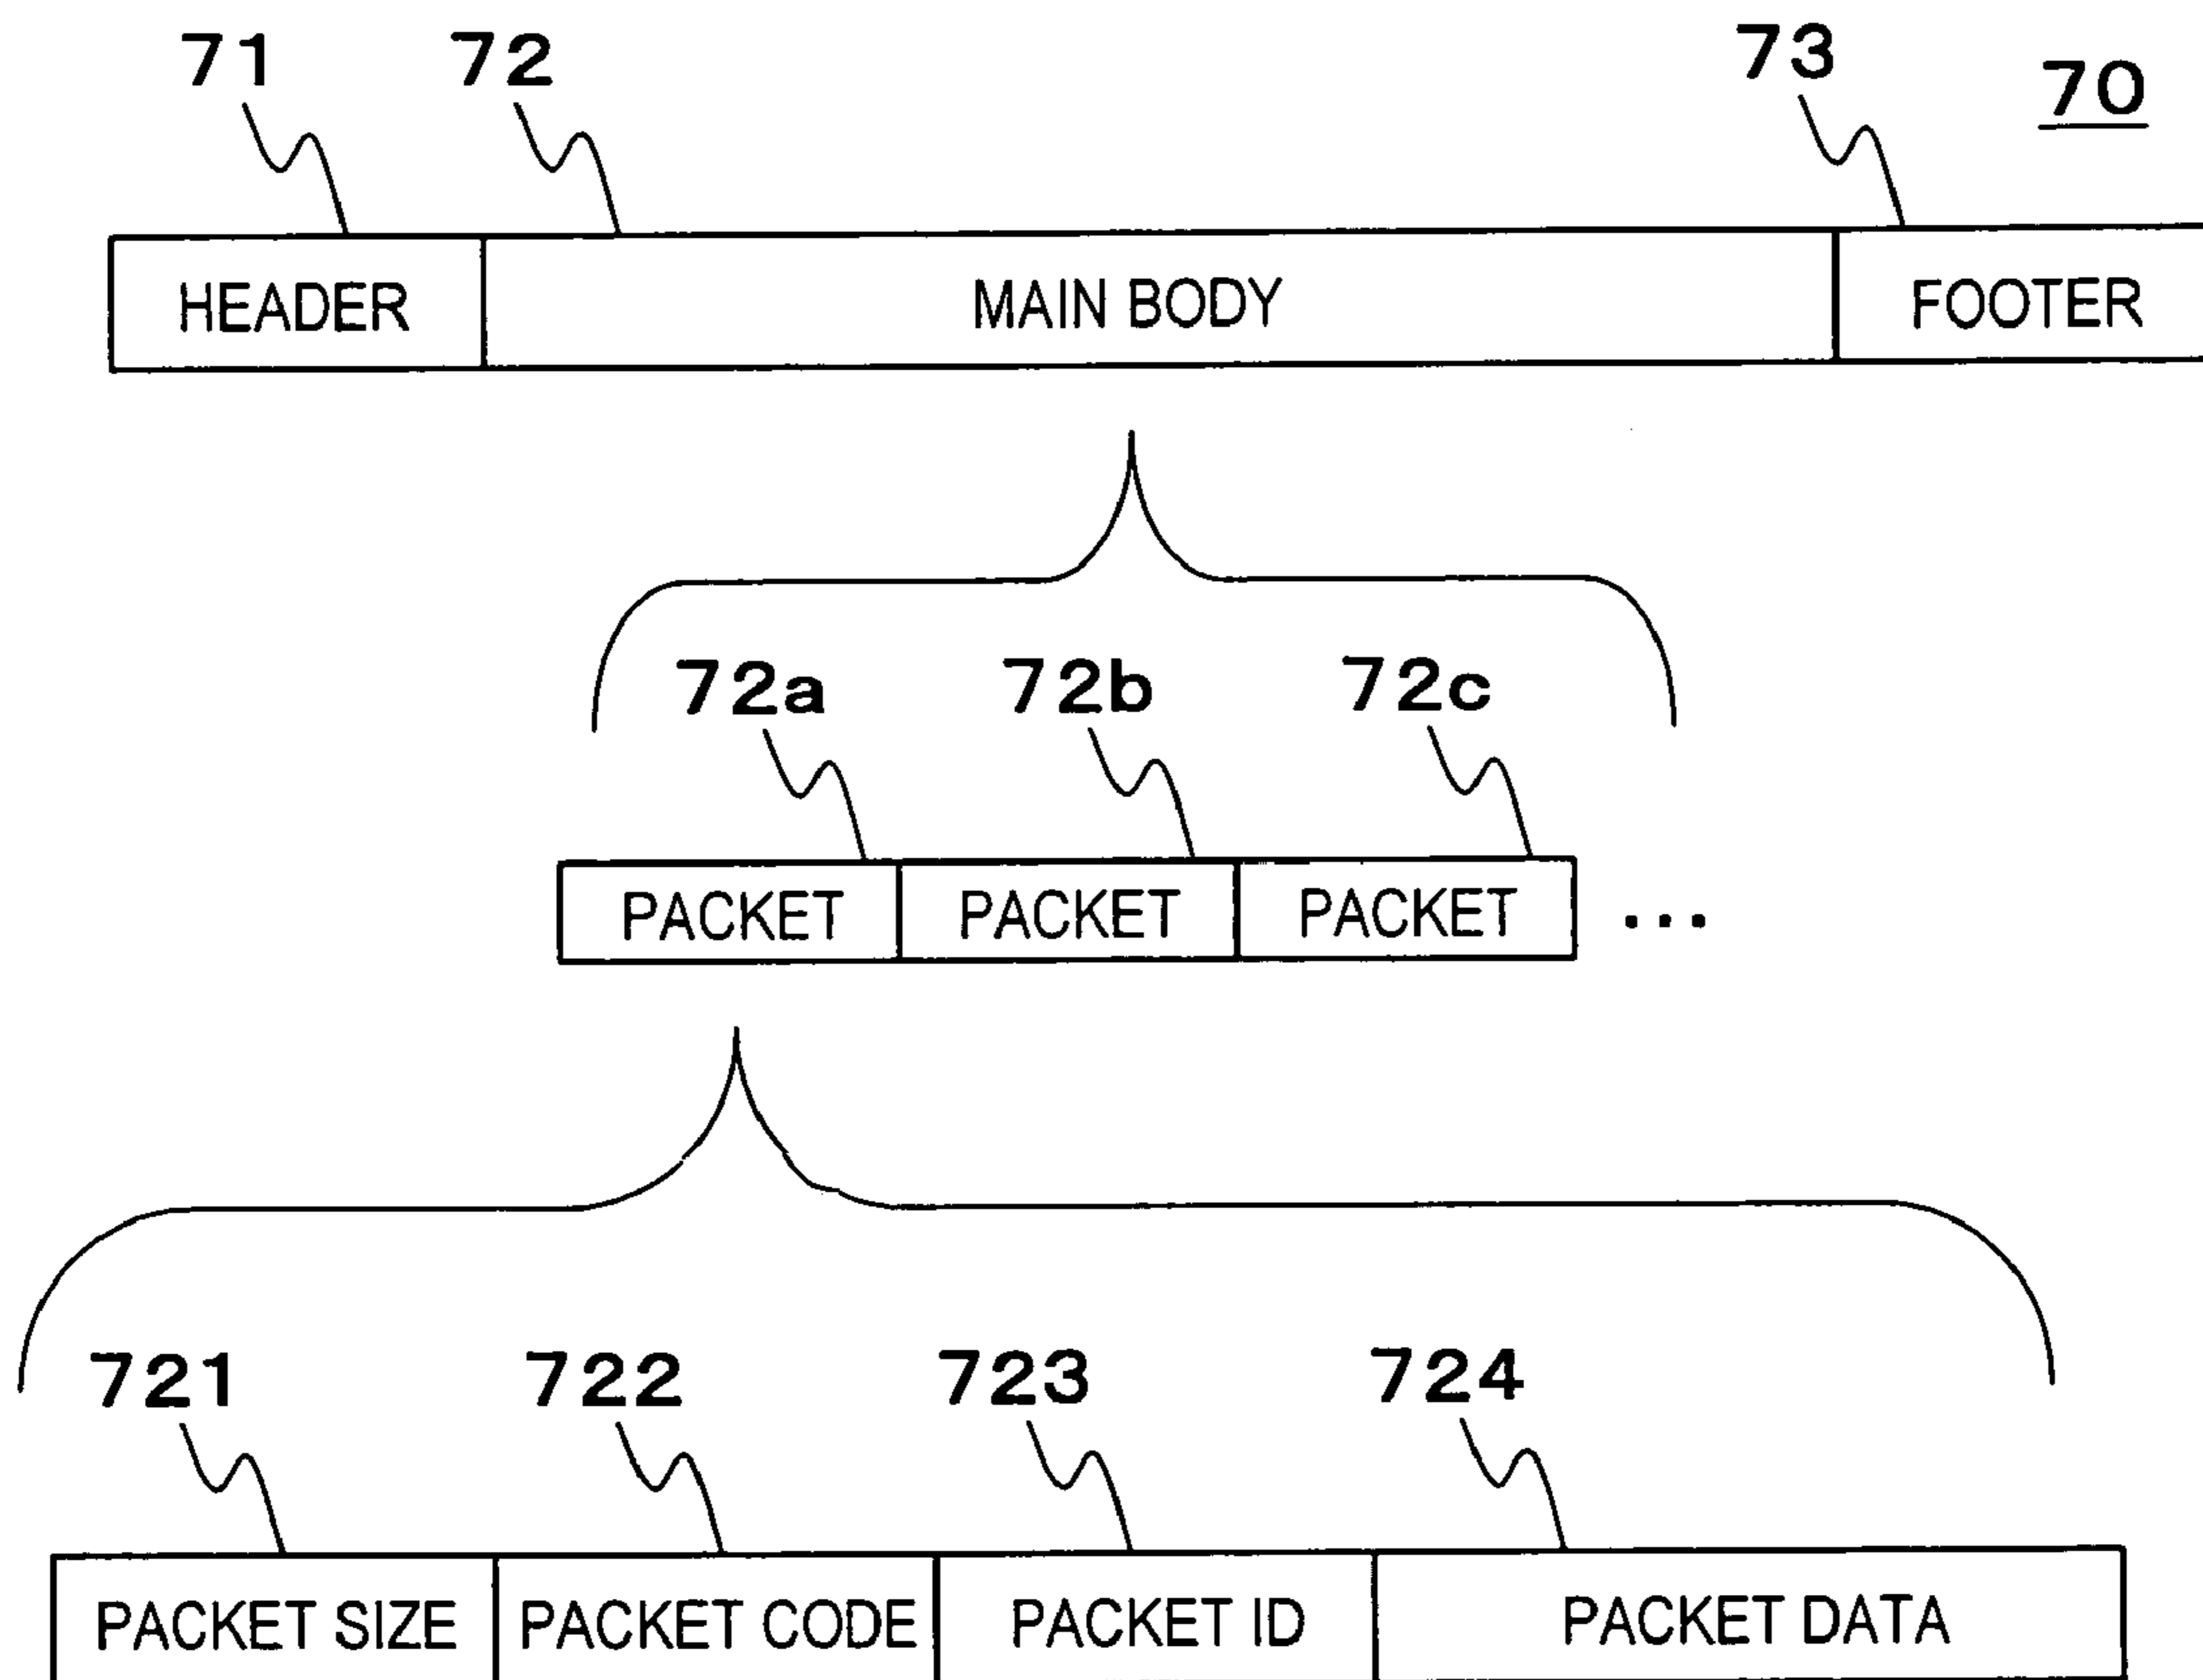 71 72 73 70
HEADER MAIN BODY FOOTER
72a 72b 72c
PACKET PACKET PACKET ...
721 722 723 724
PACKET SIZE PACKET CODE PACKET ID PACKET DATA